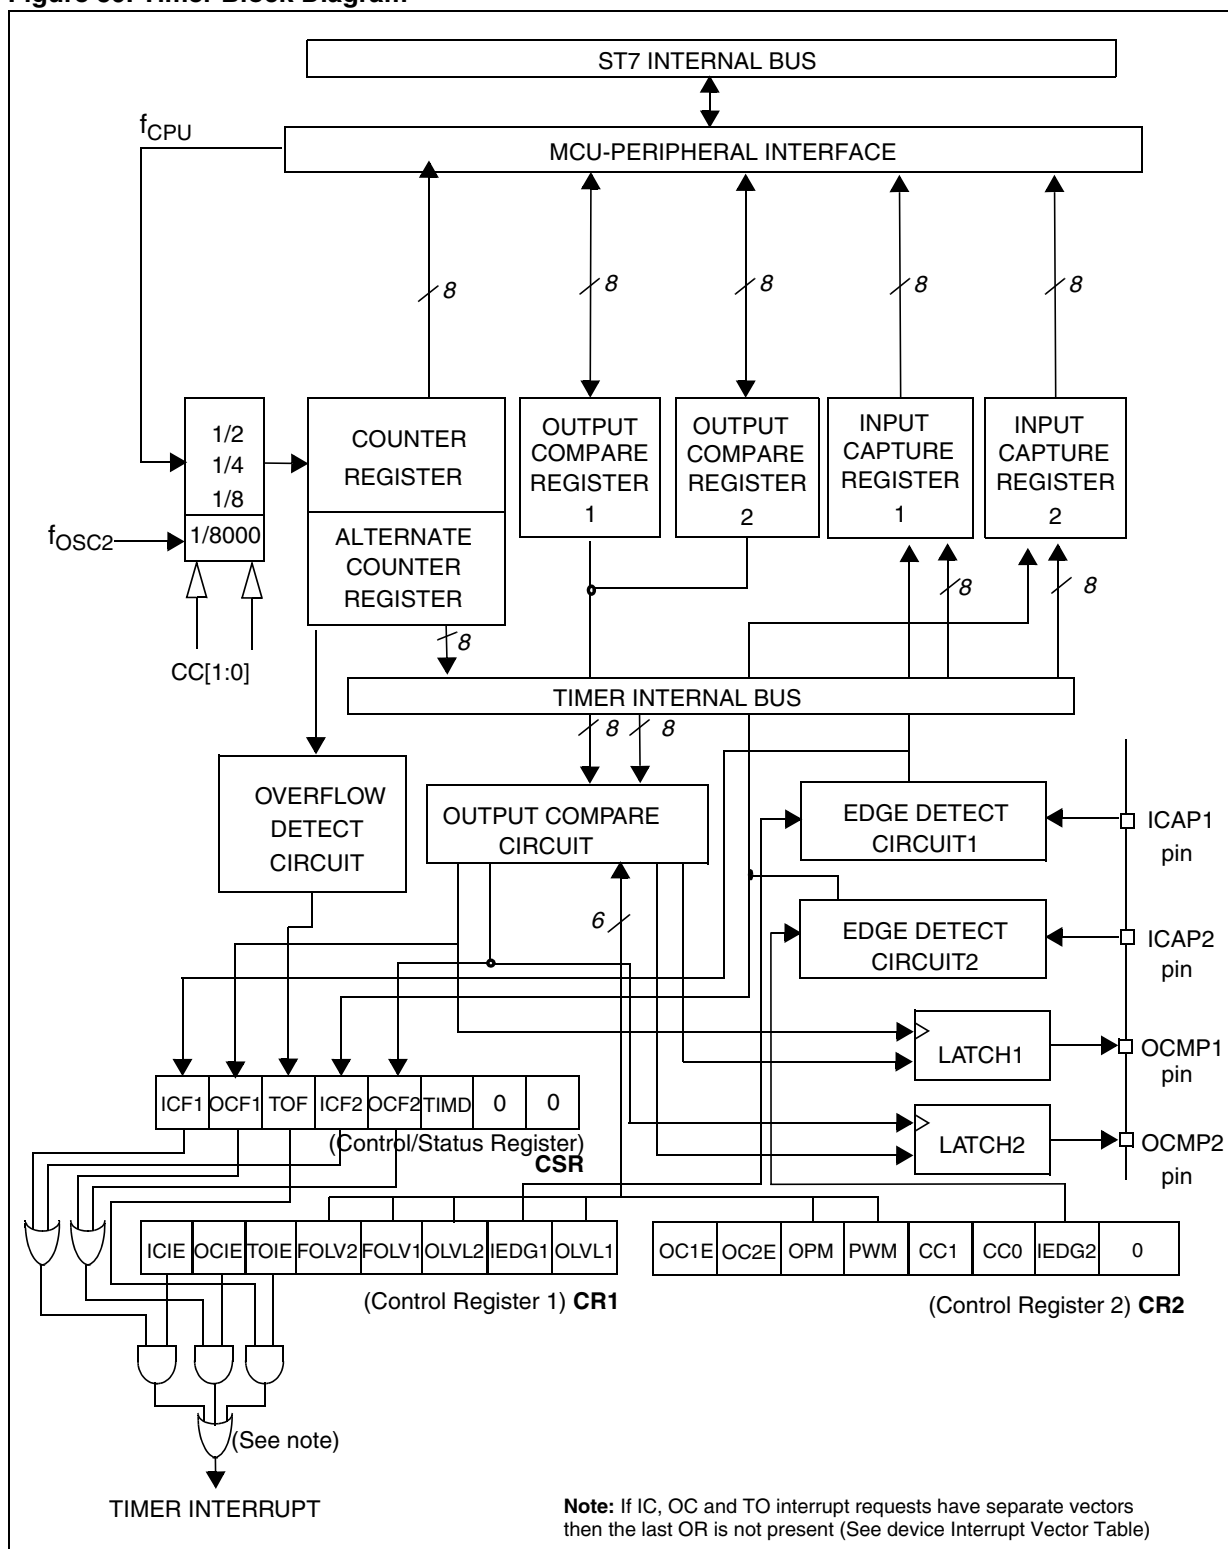 ST7 INTERNAL BUS
fCPU
MCU-PERIPHERAL INTERFACE
8
8
8
8
8
1/2
1/4
1/8
1/8000
fOSC2
CC[1:0]
COUNTER
REGISTER
ALTERNATE
COUNTER
REGISTER
OUTPUT
COMPARE
REGISTER
1
OUTPUT
COMPARE
REGISTER
2
INPUT
CAPTURE
REGISTER
1
INPUT
CAPTURE
REGISTER
2
8
8
8
TIMER INTERNAL BUS
8
8
OVERFLOW
DETECT
CIRCUIT
OUTPUT COMPARE
CIRCUIT
6
EDGE DETECT
CIRCUIT1
ICAP1
pin
EDGE DETECT
CIRCUIT2
ICAP2
pin
LATCH1
OCMP1
pin
LATCH2
OCMP2
pin
ICF1 OCF1 TOF ICF2 OCF2 TIMD 0 0
(Control/Status Register)
CSR
ICIE OCIE TOIE FOLV2 FOLV1 OLVL2 IEDG1 OLVL1
(Control Register 1) CR1
OC1E OC2E OPM PWM CC1 CC0 IEDG2 0
(Control Register 2) CR2
(See note)
TIMER INTERRUPT
Note: If IC, OC and TO interrupt requests have separate vectors
then the last OR is not present (See device Interrupt Vector Table)